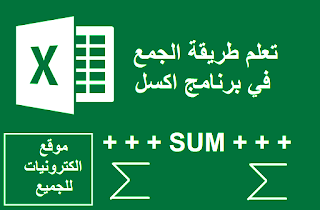 X
تعلم طريقة الجمع
في برنامج اكسل
+ + + SUM + + +
موقع
الكترونيات
للجميع
∑ ∑